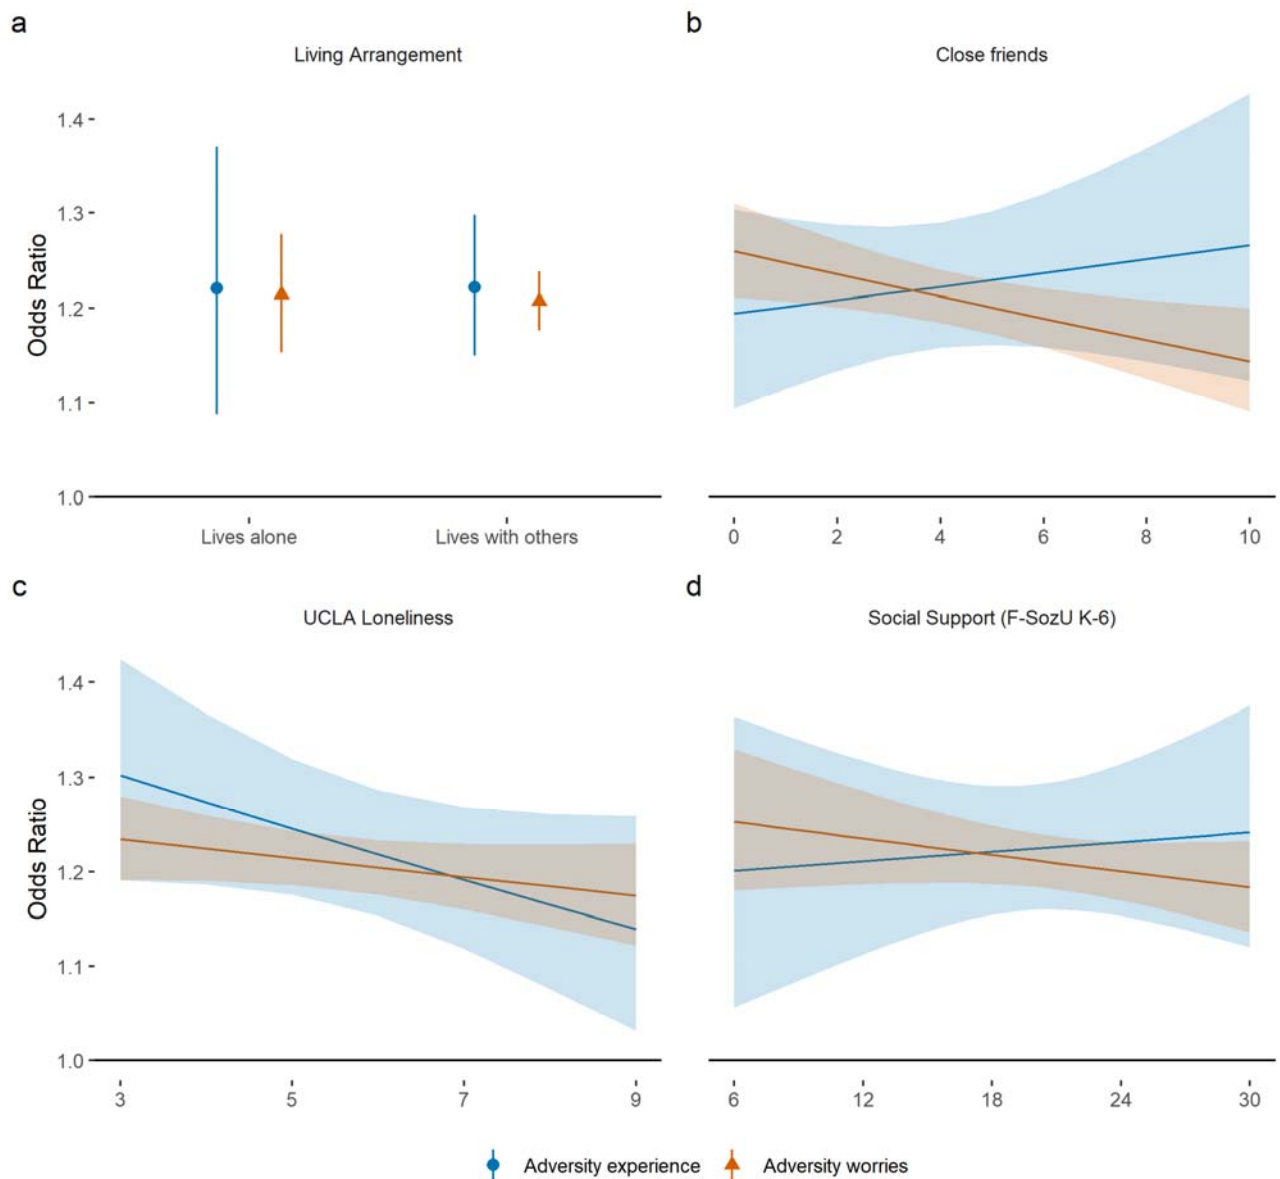 a
Living Arrangement
1.4
1.3
1.2
1.1
1.0
Odds Ratio
Lives alone Lives with others
b
Close friends
0 2 4 6 8 10
c
UCLA Loneliness
1.4
1.3
1.2
1.1
1.0
Odds Ratio
3 5 7 9
d
Social Support (F-SozU K-6)
6 12 18 24 30
Adversity experience Adversity worries